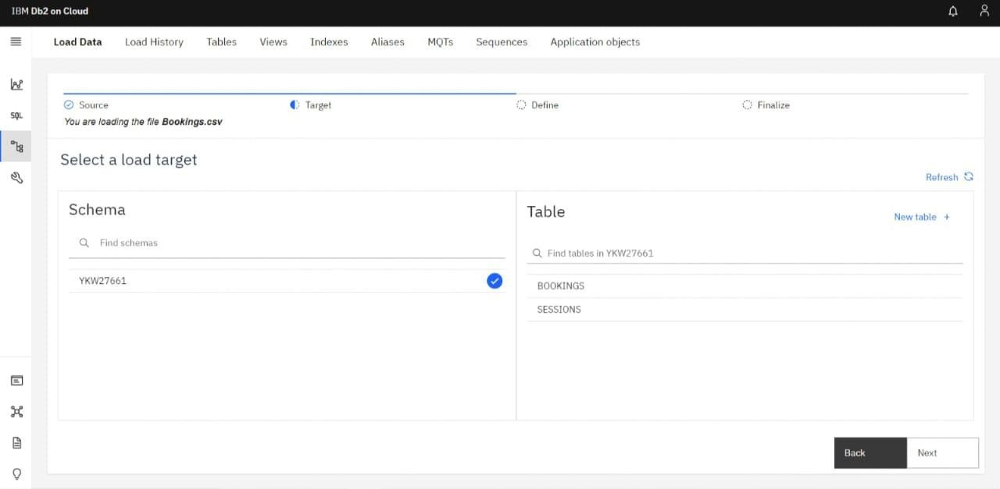 IBM Db2 on Cloud
Load Data Load History Tables Views Indexes Aliases MQTs Sequences Application objects
SQL
Source Target Define Finalize
You are loading the file Bookings.csv
Select a load target
Refresh
Schema
Find schemas
YKW27661
Table
New table +
Find tables in YKW27661
BOOKINGS
SESSIONS
Back Next